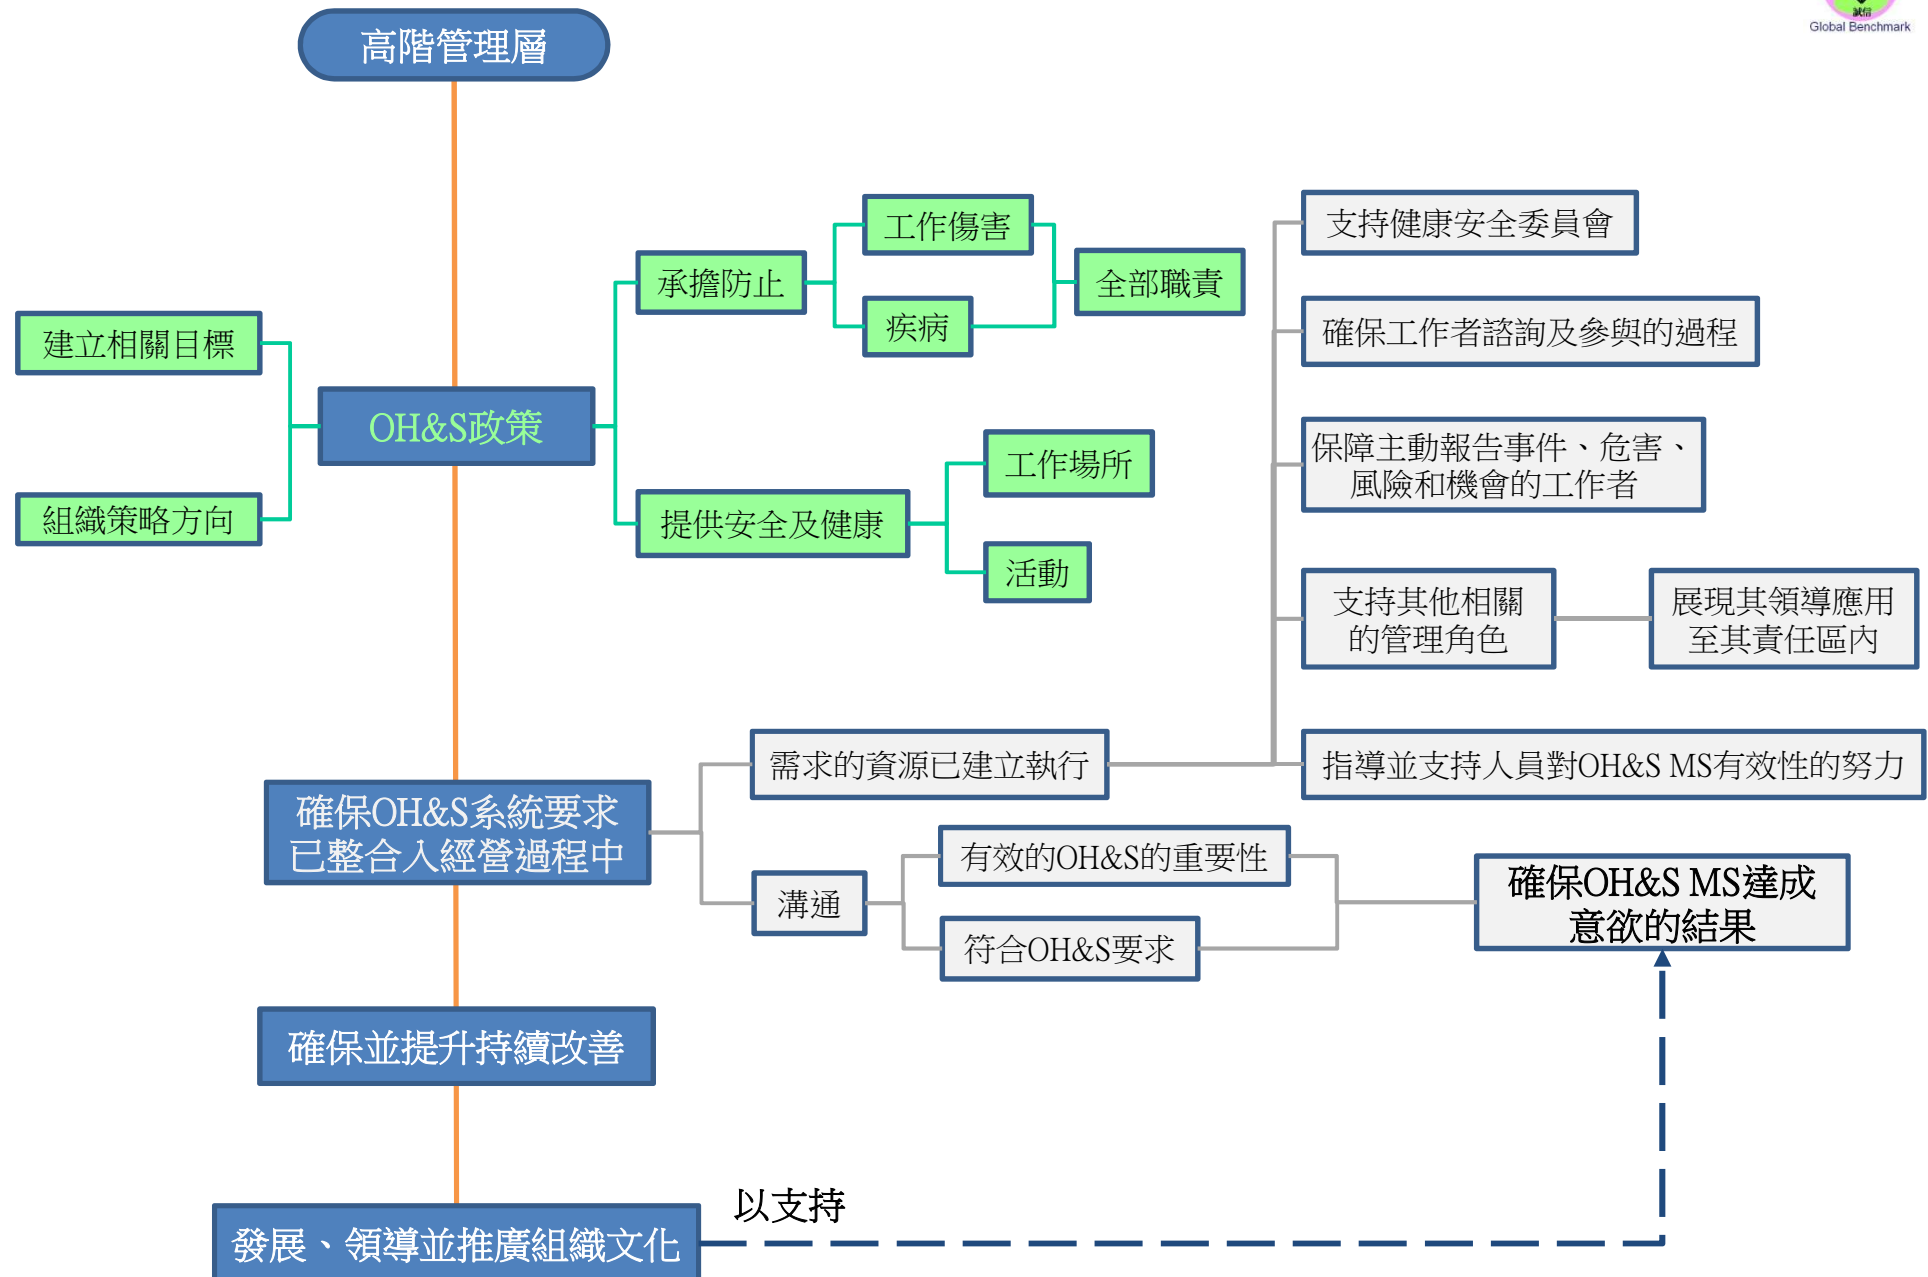 誠信
Global Benchmark
高階管理層
工作傷害
支持健康安全委員會
承擔防止
全部職責
疾病
確保工作者諮詢及參與的過程
建立相關目標
OH&S政策
工作場所
保障主動報告事件、危害、
風險和機會的工作者
組織策略方向
提供安全及健康
活動
支持其他相關
的管理角色
展現其領導應用
至其責任區內
需求的資源已建立執行
指導並支持人員對OH&S MS有效性的努力
確保OH&S系統要求
已整合入經營過程中
有效的OH&S的重要性
溝通
確保OH&S MS達成
意欲的結果
符合OH&S要求
確保並提升持續改善
以支持
發展、領導並推廣組織文化